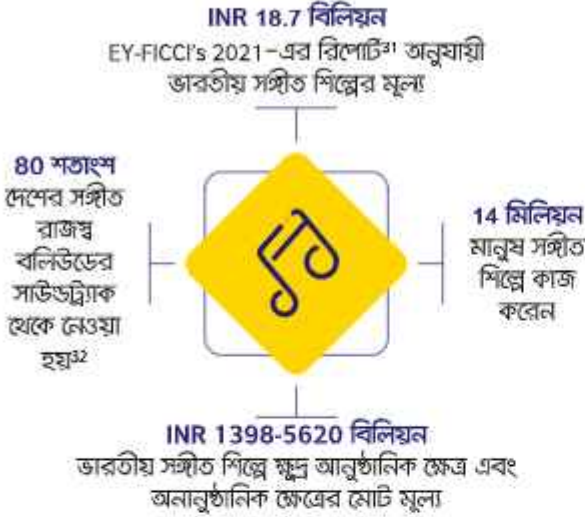 INR 18.7 বিলিয়ন
EY-FICCI's 2021-এর রিপোর্ট³¹ অনুযায়ী
ভারতীয় সঙ্গীত শিল্পের মূল্য
80 শতাংশ
দেশের সঙ্গীত
রাজস্ব
বলিউডের
সাউন্ডট্র্যাক
থেকে নেওয়া
হয়³²
14 মিলিয়ন
মানুষ সঙ্গীত
শিল্পে কাজ
করেন
INR 1398-5620 বিলিয়ন
ভারতীয় সঙ্গীত শিল্পে ক্ষুদ্র আনুষ্ঠানিক ক্ষেত্র এবং
অনানুষ্ঠানিক ক্ষেত্রের মোট মূল্য